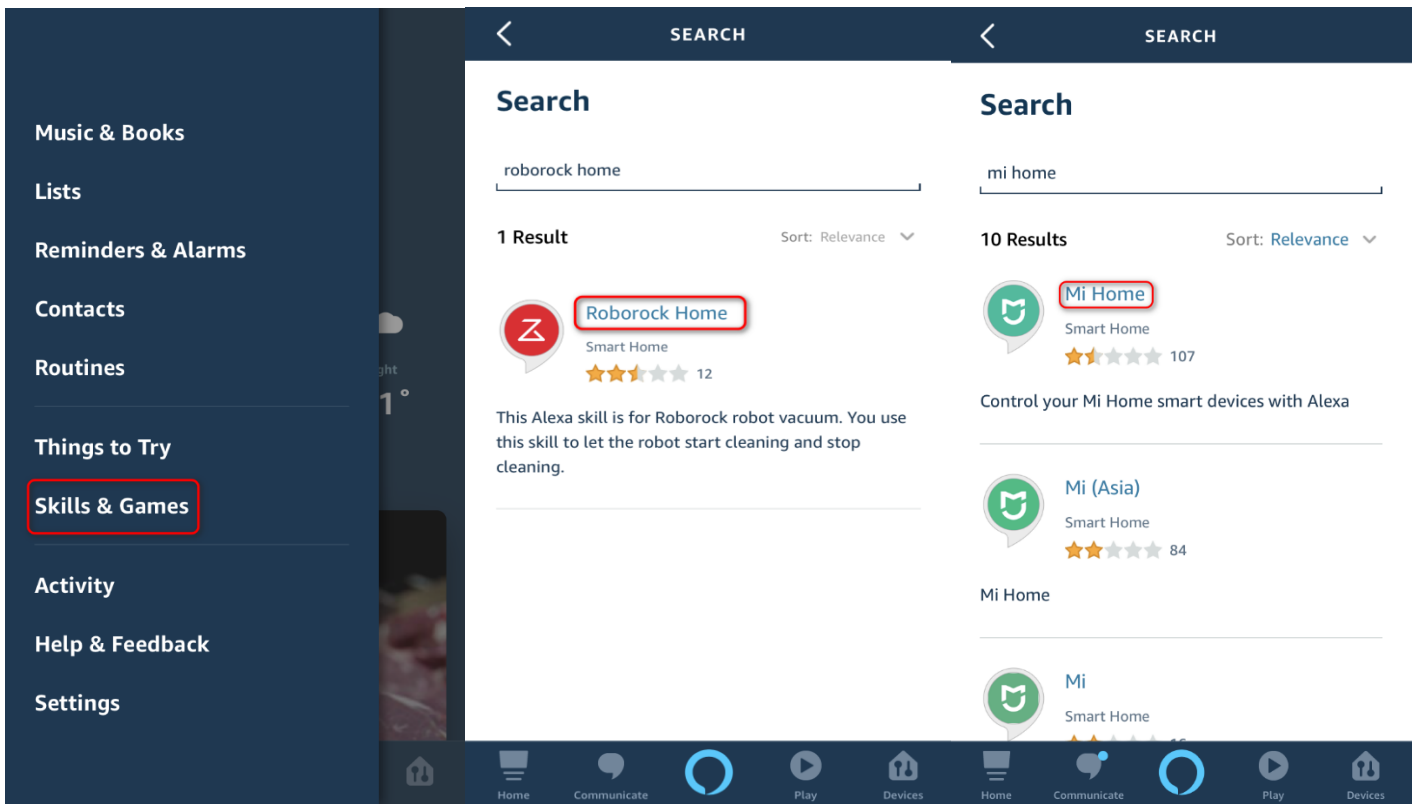 Music & Books
Lists
Reminders & Alarms
Contacts
Routines
Things to Try
Skills & Games
Activity
Help & Feedback
Settings
ght
1°
SEARCH
Search
roborock home
1 Result
Sort: Relevance
Roborock Home
Smart Home
12
This Alexa skill is for Roborock robot vacuum. You use
this skill to let the robot start cleaning and stop
cleaning.
Home
Communicate
Play
Devices
SEARCH
Search
mi home
10 Results
Sort: Relevance
Mi Home
Smart Home
107
Control your Mi Home smart devices with Alexa
Mi (Asia)
Smart Home
84
Mi Home
Mi
Smart Home
Home
Communicate
Play
Devices